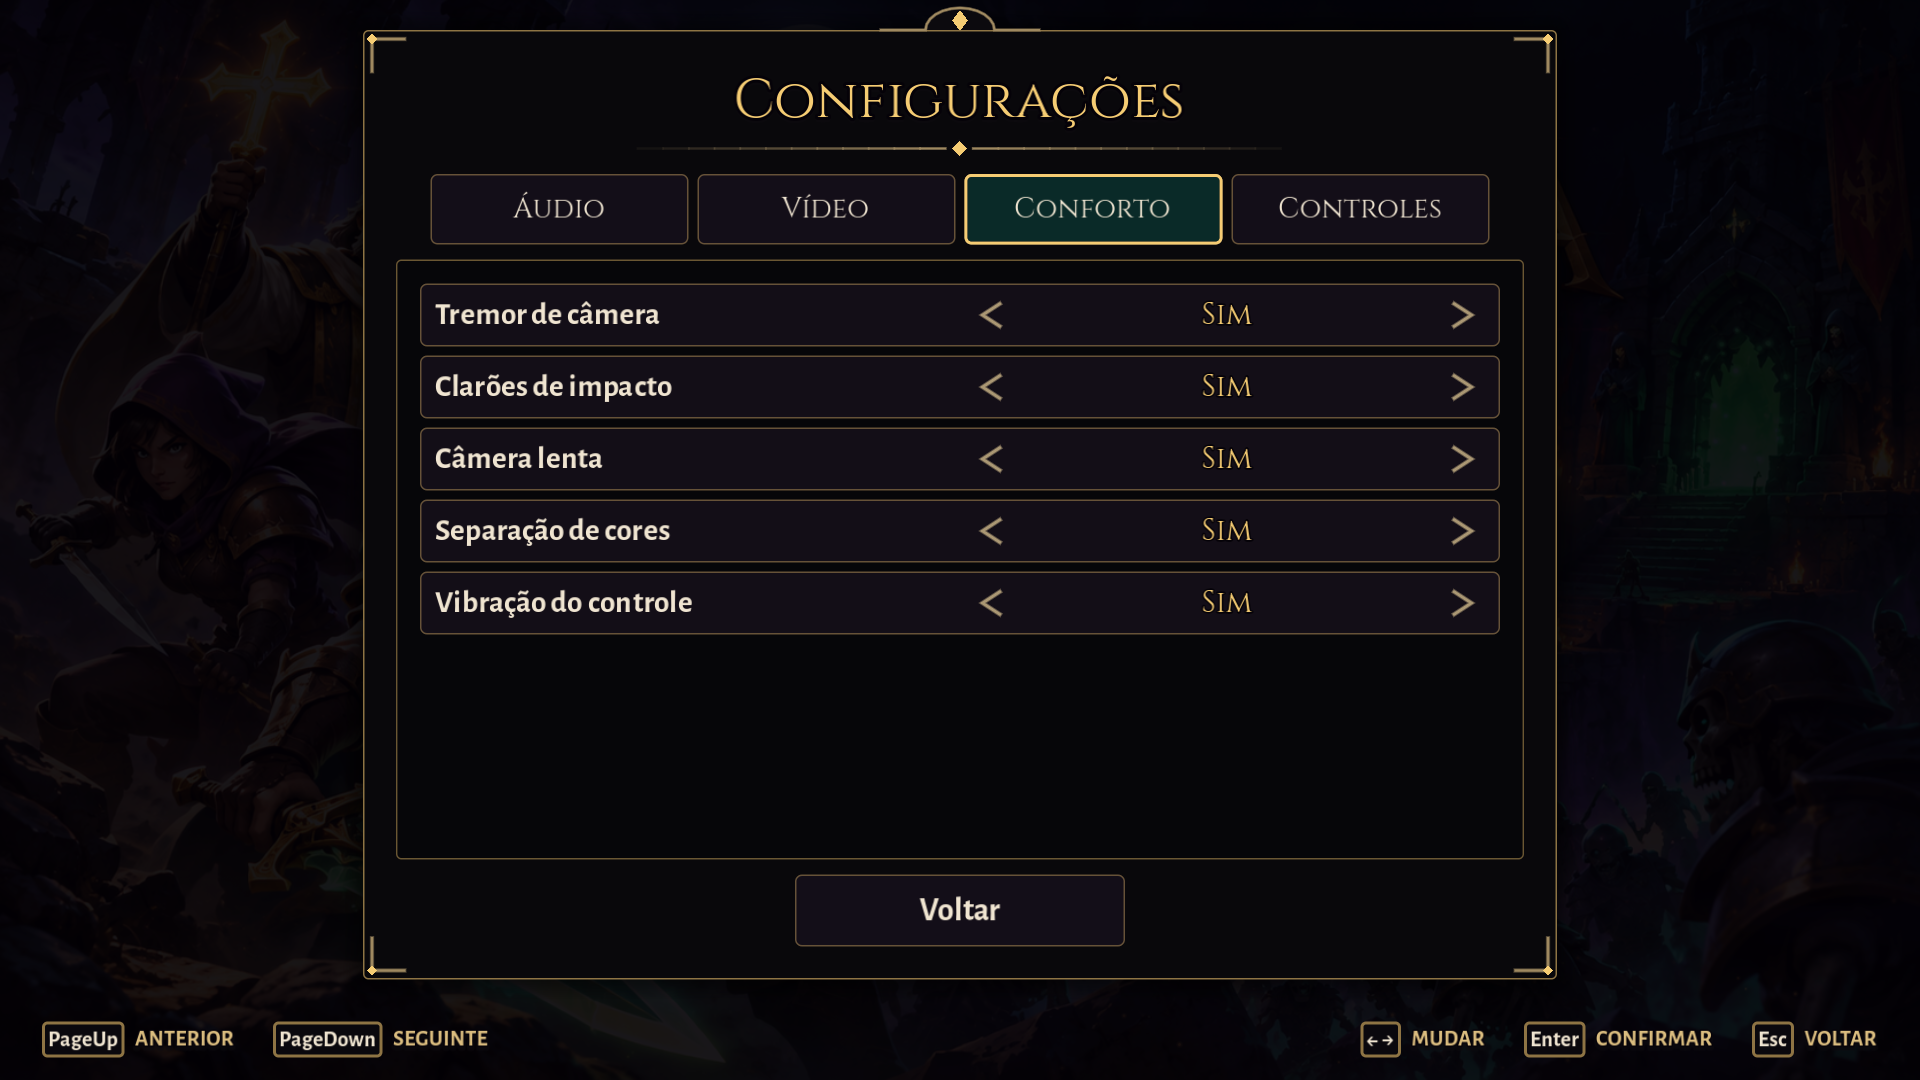 Configurações
Áudio
Vídeo
Conforto
Controles
Tremor de câmera < Sim >
Clarões de impacto < Sim >
Câmera lenta < Sim >
Separação de cores < Sim >
Vibração do controle < Sim >
Voltar
PageUp ANTERIOR PageDown SEGUINTE ←→ MUDAR Enter CONFIRMAR Esc VOLTAR